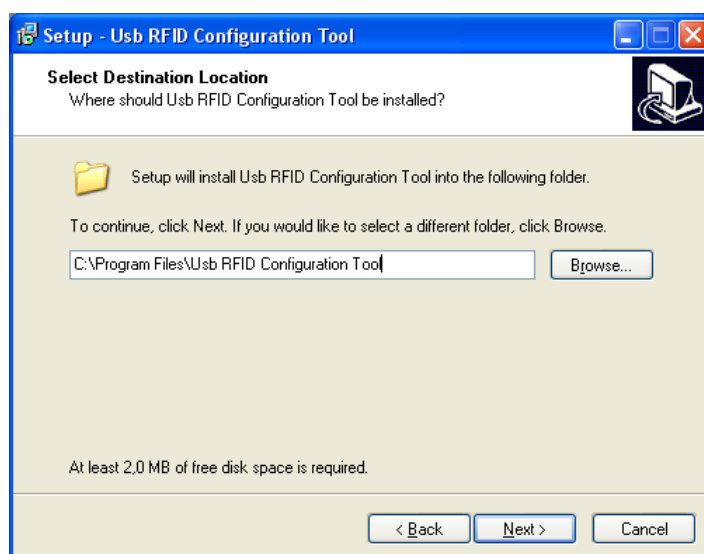 Setup - Usb RFID Configuration Tool
Select Destination Location
Where should Usb RFID Configuration Tool be installed?
Setup will install Usb RFID Configuration Tool into the following folder.
To continue, click Next. If you would like to select a different folder, click Browse.
C:\Program Files\Usb RFID Configuration Tool
Browse...
At least 2,0 MB of free disk space is required.
< Back
Next >
Cancel